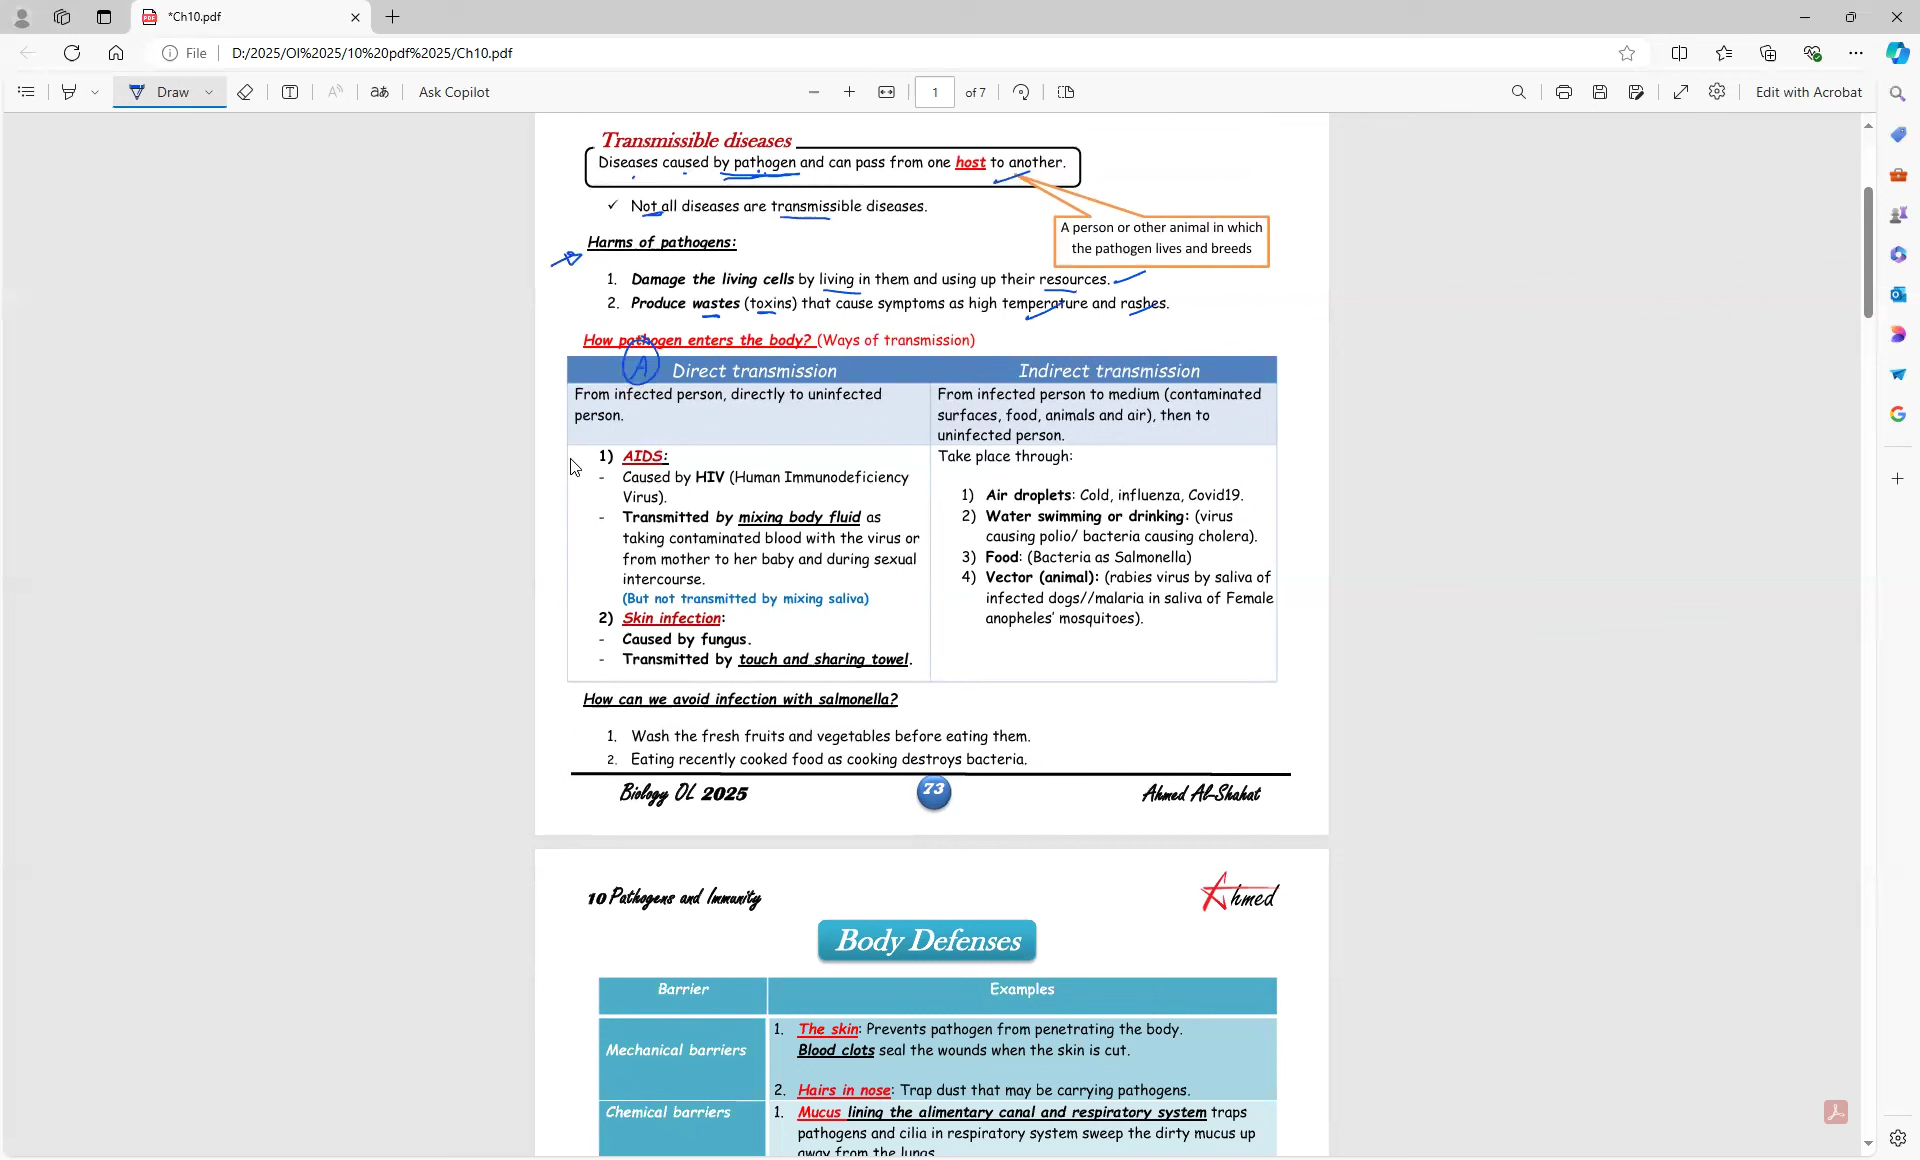 *Ch10.pdf
File
D:/2025/Ol%2025/10%20pdf%2025/Ch10.pdf
Draw
Ask Copilot
1
of 7
Edit with Acrobat
Transmissible diseases
Diseases caused by pathogen and can pass from one host to another.
✓ Not all diseases are transmissible diseases.
A person or other animal in which
the pathogen lives and breeds
Harms of pathogens:
1. Damage the living cells by living in them and using up their resources.
2. Produce wastes (toxins) that cause symptoms as high temperature and rashes.
How pathogen enters the body? (Ways of transmission)
A
Direct transmission
Indirect transmission
From infected person, directly to uninfected
person.
From infected person to medium (contaminated
surfaces, food, animals and air), then to
uninfected person.
1) AIDS:
- Caused by HIV (Human Immunodeficiency
Virus).
- Transmitted by mixing body fluid as
taking contaminated blood with the virus or
from mother to her baby and during sexual
intercourse.
(But not transmitted by mixing saliva)
2) Skin infection:
- Caused by fungus.
- Transmitted by touch and sharing towel.
Take place through:
1) Air droplets: Cold, influenza, Covid19.
2) Water swimming or drinking: (virus
causing polio/ bacteria causing cholera).
3) Food: (Bacteria as Salmonella)
4) Vector (animal): (rabies virus by saliva of
infected dogs//malaria in saliva of Female
anopheles’ mosquitoes).
How can we avoid infection with salmonella?
1. Wash the fresh fruits and vegetables before eating them.
2. Eating recently cooked food as cooking destroys bacteria.
Biology OL 2025
73
Ahmed Al-Shahat
10 Pathogens and Immunity
Ahmed
Body Defenses
Barrier
Examples
Mechanical barriers
1. The skin: Prevents pathogen from penetrating the body.
Blood clots seal the wounds when the skin is cut.
2. Hairs in nose: Trap dust that may be carrying pathogens.
Chemical barriers
1. Mucus lining the alimentary canal and respiratory system traps
pathogens and cilia in respiratory system sweep the dirty mucus up
away from the lungs